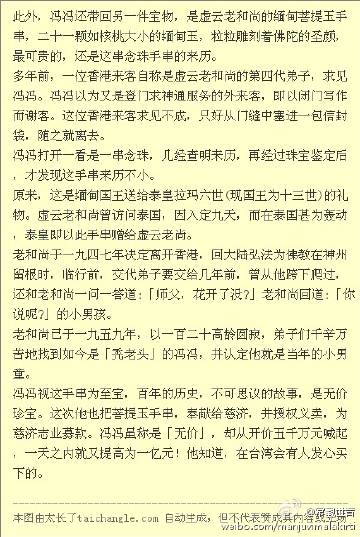 此外，冯冯还带回另一件宝物，是虚云老和尚的缅甸菩提玉手
串，二十一颗如核桃大小的缅甸玉，粒粒雕刻着佛陀的圣颜，
最可贵的，还是这串念珠手串的来历。
多年前，一位香港来客自称是虚云老和尚的第四代弟子，求见
冯冯。冯冯以为又是登门求神通服务的外来客，即以闭门写作
而谢客。这位香港来客求见不成，只好从门缝中塞进一包信封
袋，随之就离去。
冯冯打开一看是一串念珠，几经查明来历，再经过珠宝鉴定后
，才发现这手串来历不小。
原来，这是缅甸国王送给泰皇拉玛六世(现国王为十三世)的礼
物。虚云老和尚曾访问泰国，因入定九天，而在泰国甚为轰动
，泰皇即以此手串赠给虚云老尚。
老和尚于一九四七年决定离开香港，回大陆弘法为佛教在神州
留根时，临行前，交代弟子要交给几年前，曾从他跨下爬过，
还和老和尚一问一答道:「师父，花开了没?」老和尚回道:「你
说呢?」的小男孩。
老和尚已于一九五九年，以一百二十高龄圆寂，弟子们千辛万
苦地找到如今是「秃老头」的冯冯，并认定他就是当年的小男
童。
冯冯视这手串为至宝，百年的历史，不可思议的故事，是无价
珍宝。这次他也把菩提玉手串，奉献给慈济，并授权义卖，为
慈济志业募款。冯冯虽称是「无价」，却从开价五千万元喊起
，一天之内就又提高为一亿元！他知道，在台湾会有人发心买
下的。
本图由太长了taichangle.com 自动生成，但不代表赞成其内容或立场
weibo.com/manjuvimalakirti